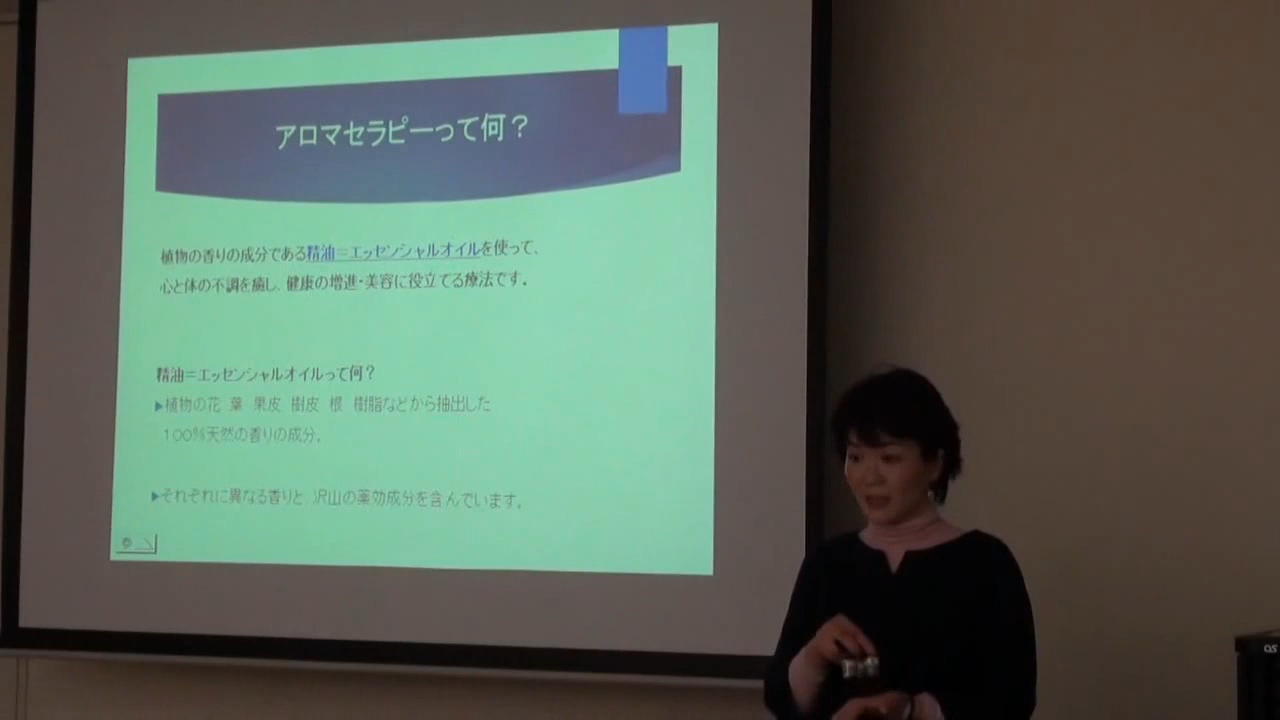 アロマセラピーって何？
植物の香りの成分である精油＝エッセンシャルオイルを使って、
心と体の不調を癒し、健康の増進・美容に役立てる療法です。
精油＝エッセンシャルオイルって何？
植物の花　葉　果皮　樹皮　根　樹脂などから抽出した
１００％天然の香りの成分。
それぞれに異なる香りと　沢山の薬効成分を含んでいます。